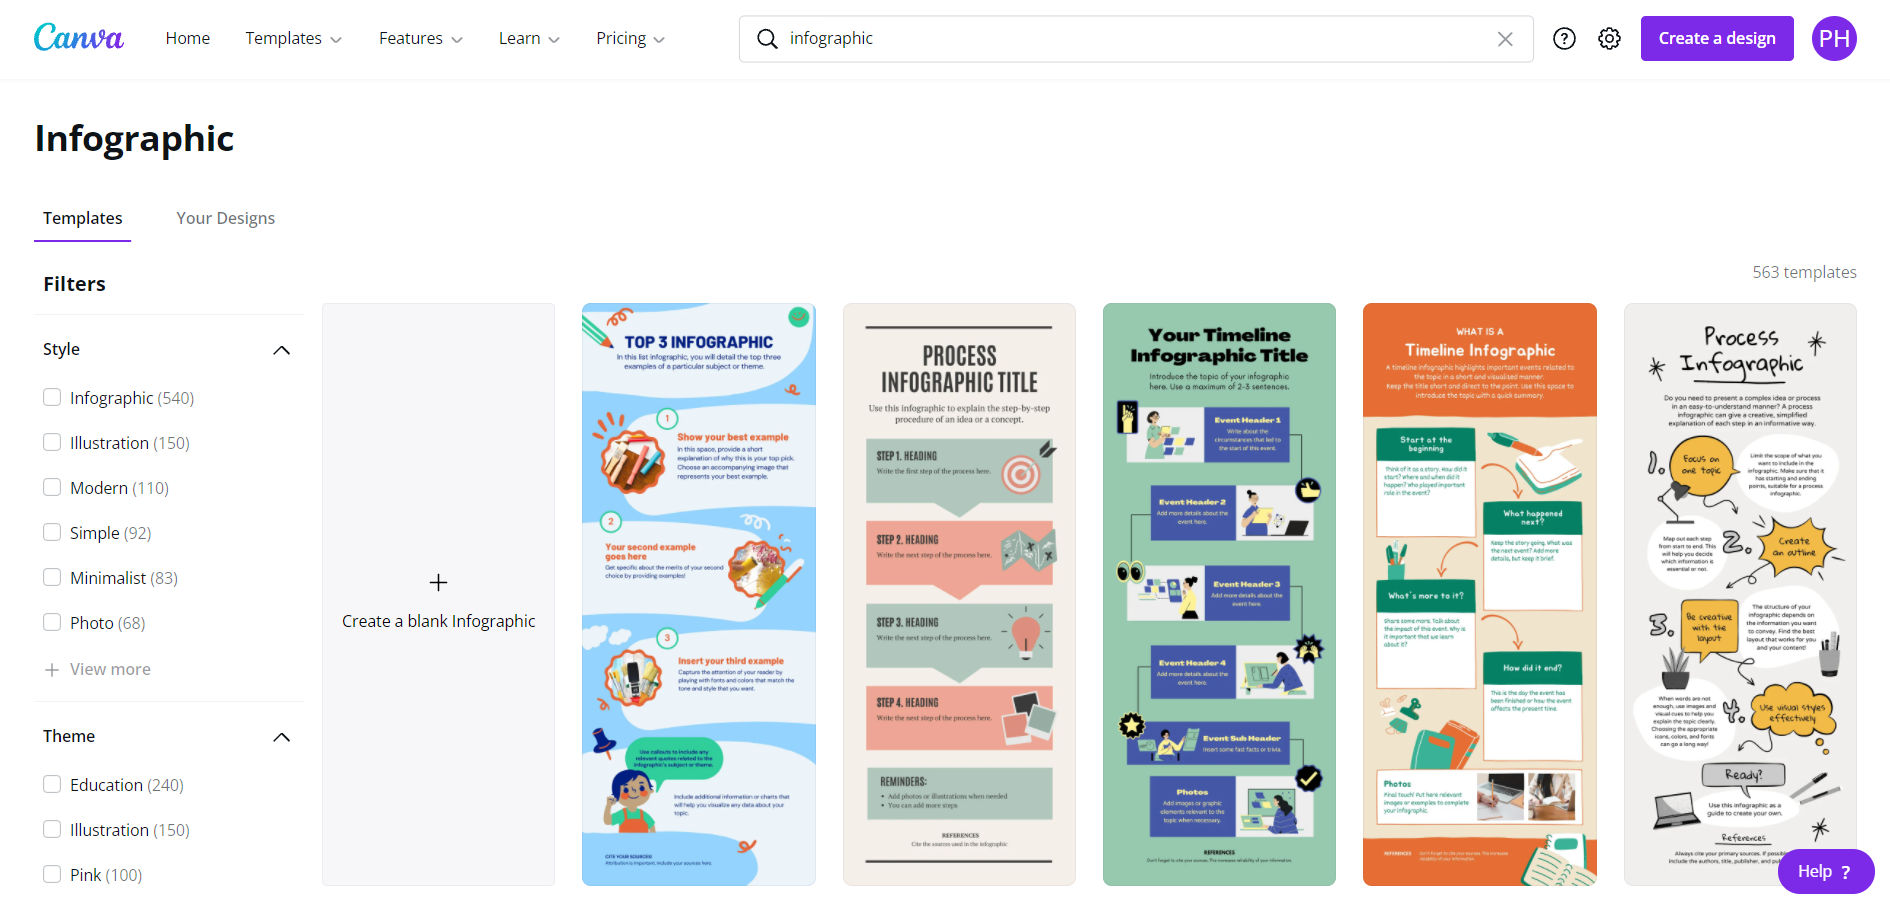 Canva
Home
Templates
Features
Learn
Pricing
infographic
Create a design
PH
Infographic
Templates
Your Designs
563 templates
Filters
Style
Infographic (540)
Illustration (150)
Modern (110)
Simple (92)
Minimalist (83)
Photo (68)
View more
Theme
Education (240)
Illustration (150)
Pink (100)
Create a blank Infographic
TOP 3 INFOGRAPHIC
In this list infographic, you will detail the top three
examples of a particular subject or theme.
1
Show your best example
In this space, provide a short
explanation of why this is your top pick.
Choose an accompanying image that
represents your best example.
2
Your second example
goes here
Get specific about the merits of your second
choice by providing examples!
3
Insert your third example
Capture the attention of your reader by
playing with fonts and colors that match the
tone and style that you want.
Use callouts to include any
relevant quotes related to the
infographic's subject or theme.
Include additional information or charts that
will help you visualize any data about your
topic.
CITE YOUR SOURCES!
Attribution is important. Include your sources here.
PROCESS
INFOGRAPHIC TITLE
Use this infographic to explain the step-by-step
procedure of an idea or a concept.
STEP 1. HEADING
Write the first step of the process here.
STEP 2. HEADING
Write the next step of the process here.
STEP 3. HEADING
Write the next step of the process here.
STEP 4. HEADING
Write the next step of the process here.
REMINDERS:
• Add photos or illustrations when needed
• You can add more steps
REFERENCES
Cite the sources used in the infographic
Your Timeline
Infographic Title
Introduce the topic of your infographic
here. Use a maximum of 2-3 sentences.
Event Header 1
Write about the
circumstances that led to
the start of this event.
Event Header 2
Add more details about the
event here.
Event Header 3
Add more details about the
event here.
Event Header 4
Add more details about the
event here.
Event Sub Header
Insert some fast facts or trivia.
Photos
Add images or graphic
elements relevant to the
topic when necessary.
REFERENCES
Don't forget to cite your sources. This increases reliability of your information.
WHAT IS A
Timeline Infographic
A timeline infographic highlights important events related to
the topic in a short and visualized manner.
Keep the title short and direct to the point. Use this space to
introduce the topic with a quick summary.
Start at the
beginning
Think of it as a story. How did it
start? Where and when did it
happen? Who played important
role in the event?
What happened
next?
Keep the story going. What was
the next event? Add more
details, but keep it brief.
What's more to it?
Share some more. Talk about
the impact of this event. Why is
it important that we learn
about it?
How did it end?
This is the day the event has
been finished or how the event
affects the present time.
Photos
Final touch! Put here relevant
images or examples to complete
your infographic.
REFERENCES
Don't forget to cite your sources. This increases
reliability of your information.
Process
Infographic
Do you need to present a complex idea or process
in an easy-to-understand manner? A process
infographic can give a creative, simplified
explanation of each step in an informative way.
1.
Focus on
one topic
Limit the scope of what you
want to include in the
infographic. Make sure that it
has starting and ending
points, suitable for a process
infographic.
Map out each step
from start to end. This
will help you decide
which information is
essential or not.
2.
Create
an outline
3.
Be creative
with the
layout
The structure of your
infographic depends on
the information you want
to convey. Find the best
layout that works for you
and your content!
When words are not
enough, use images and
visual cues to help you
explain the topic clearly.
Choosing the appropriate
icons, colors, and fonts
can go a long way!
4.
Use visual styles
effectively
Ready?
Use this infographic as a
guide to create your own.
References
Always cite your primary sources. If possible
Include the authors, title, publisher, and
Help ?